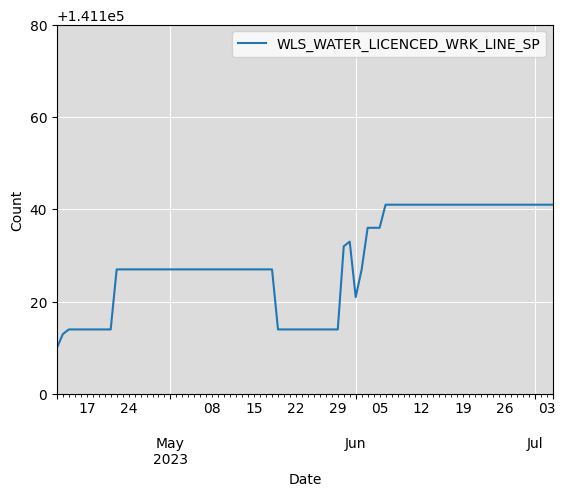 +1.411e5
WLS_WATER_LICENCED_WRK_LINE_SP
80
60
40
20
0
Count
17 24 08 15 22 29 05 12 19 26 03
May Jun Jul
2023
Date